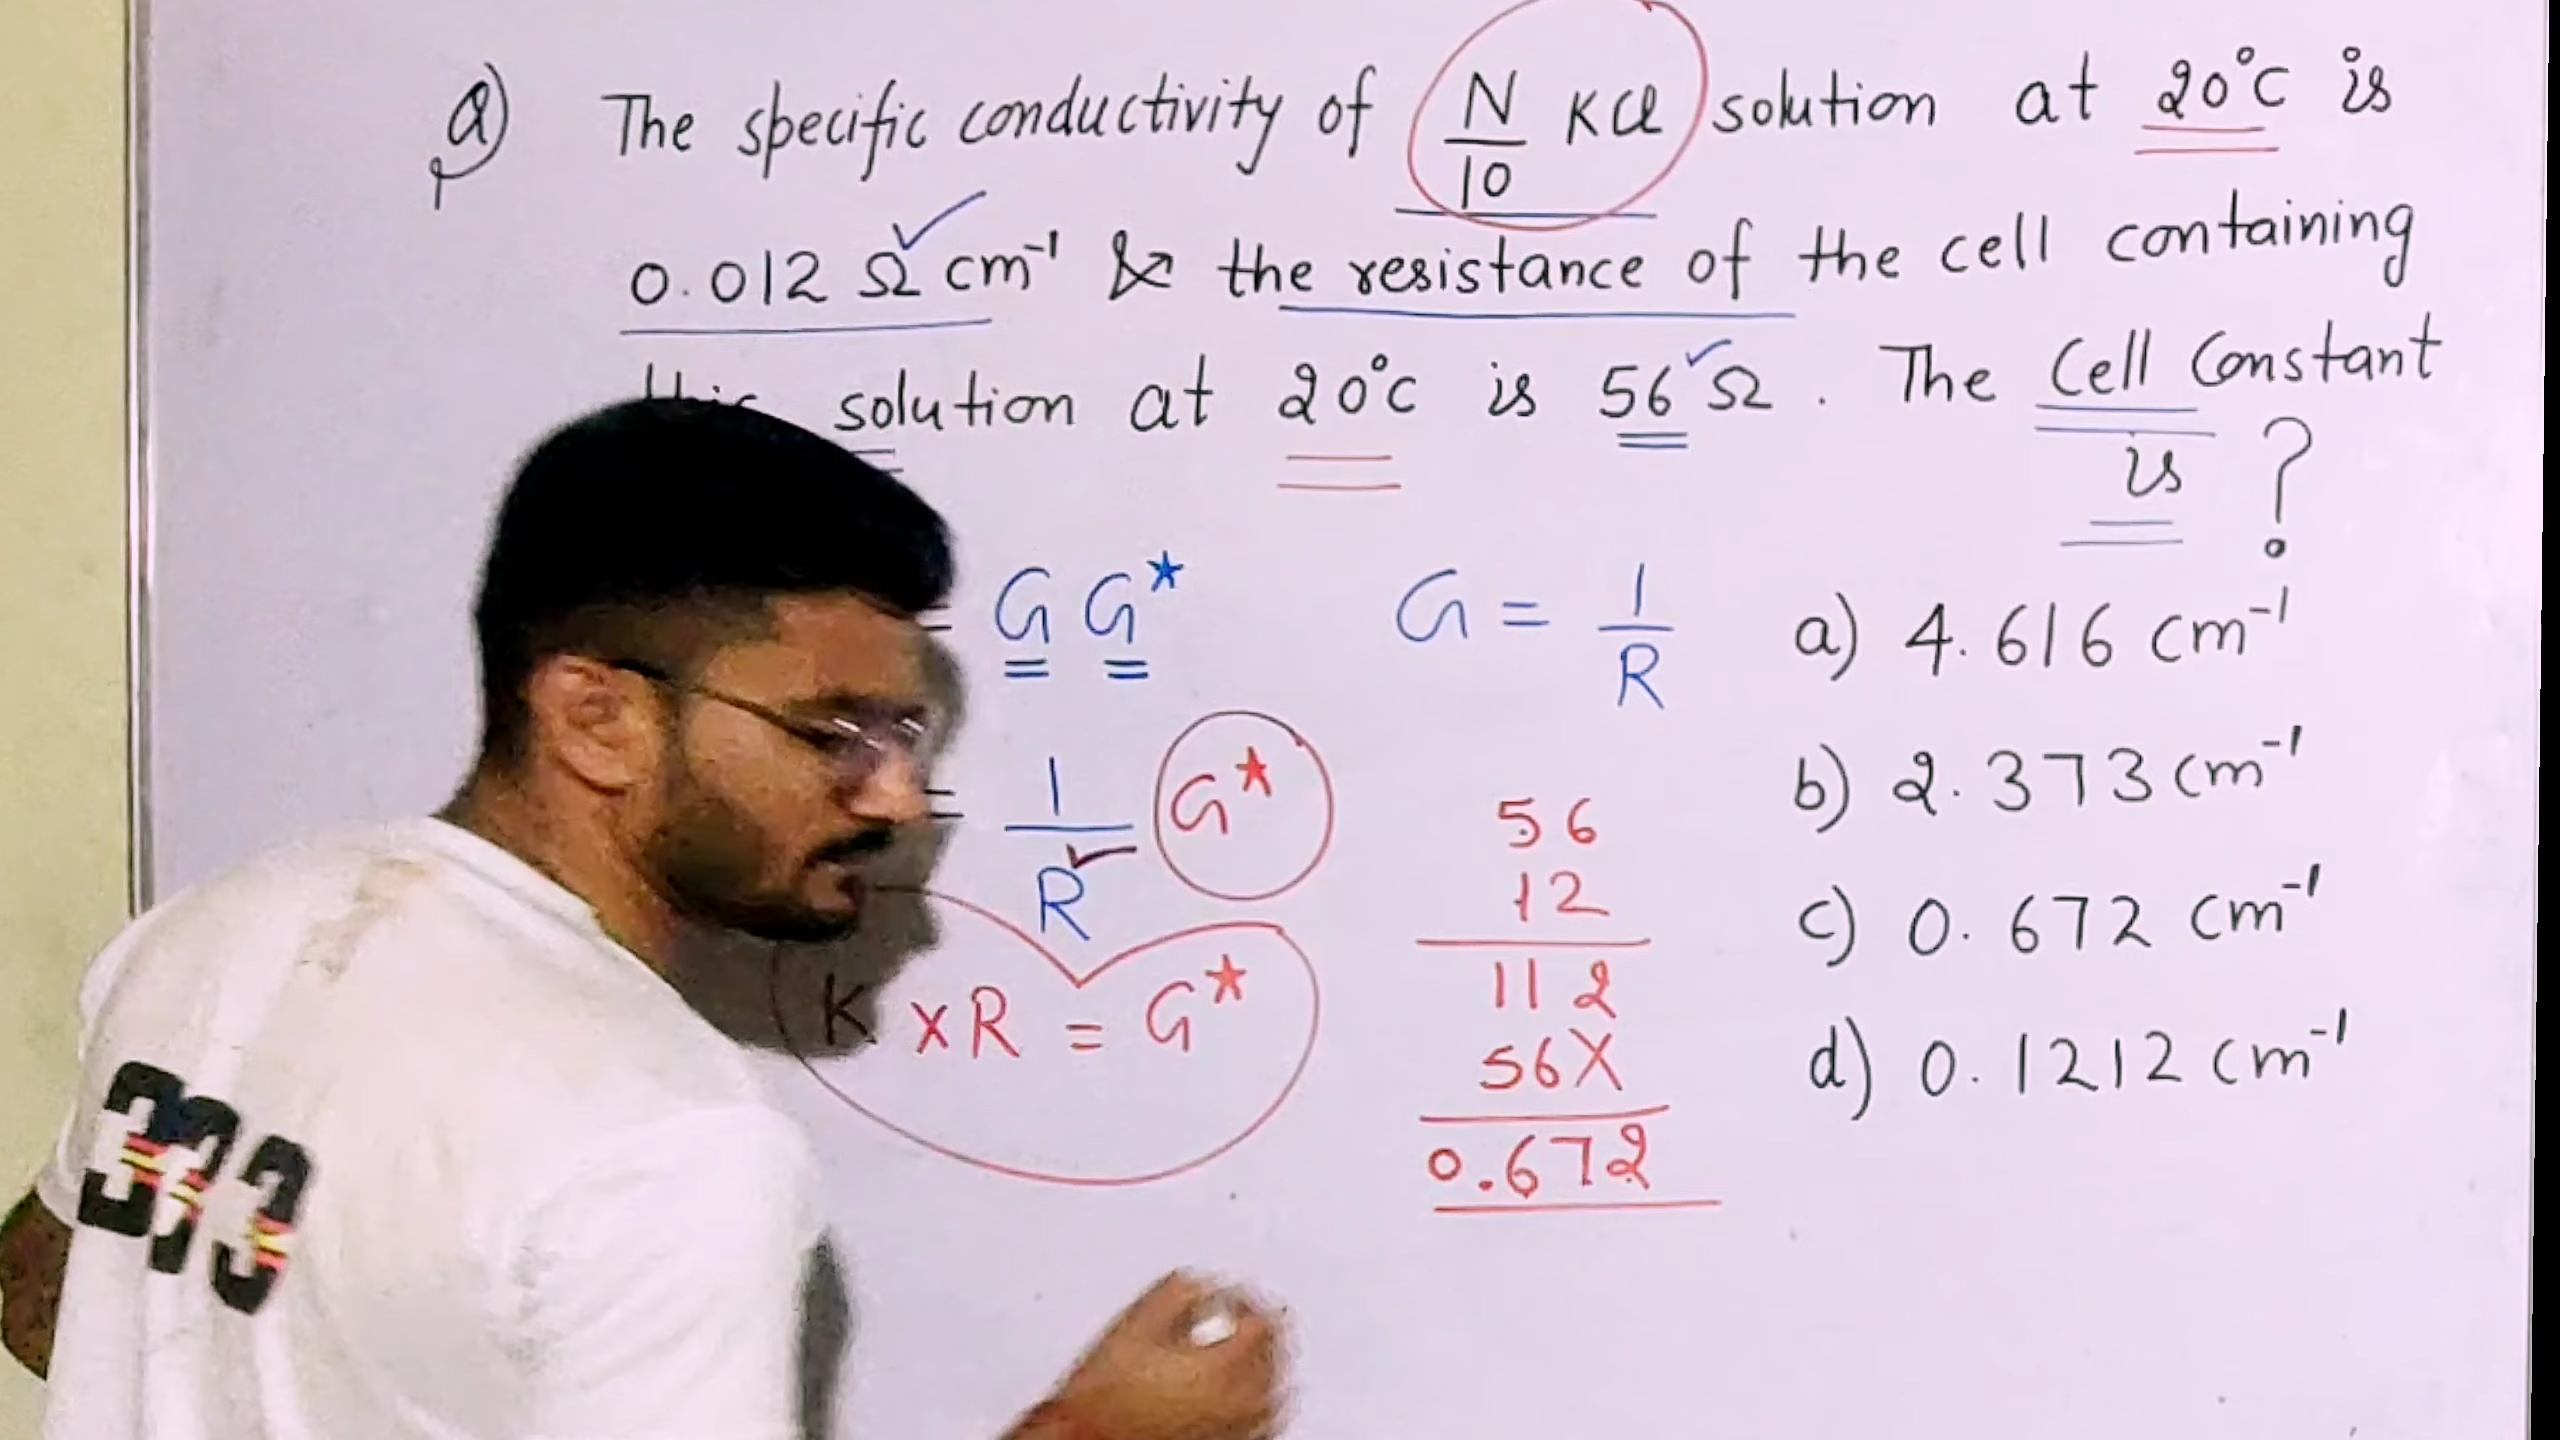 Q) The specific conductivity of N/10 KCl solution at 20°C is
0.012 Ω cm⁻¹ & the resistance of the cell containing
this solution at 20°C is 56 Ω. The Cell Constant
is ?
= G G*
G = 1/R
= 1/R G*
K x R = G*
56
12
112
56X
0.672
a) 4.616 cm⁻¹
b) 2.373 cm⁻¹
c) 0.672 cm⁻¹
d) 0.1212 cm⁻¹
373